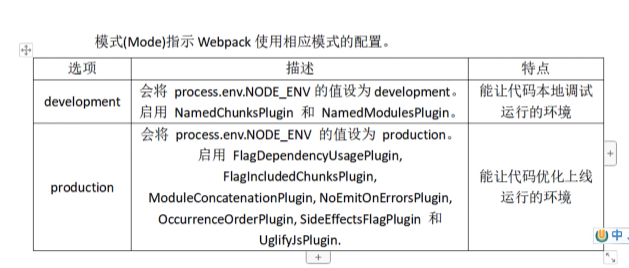 模式(Mode)指示 Webpack 使用相应模式的配置。
选项 描述 特点
development 会将 process.env.NODE_ENV 的值设为 development。 能让代码本地调试
启用 NamedChunksPlugin 和 NamedModulesPlugin。 运行的环境
会将 process.env.NODE_ENV 的值设为 production。
启用 FlagDependencyUsagePlugin,
FlagIncludedChunksPlugin,
production ModuleConcatenationPlugin, NoEmitOnErrorsPlugin, 能让代码优化上线
OccurrenceOrderPlugin, SideEffectsFlagPlugin 和 运行的环境
UglifyJsPlugin.
中